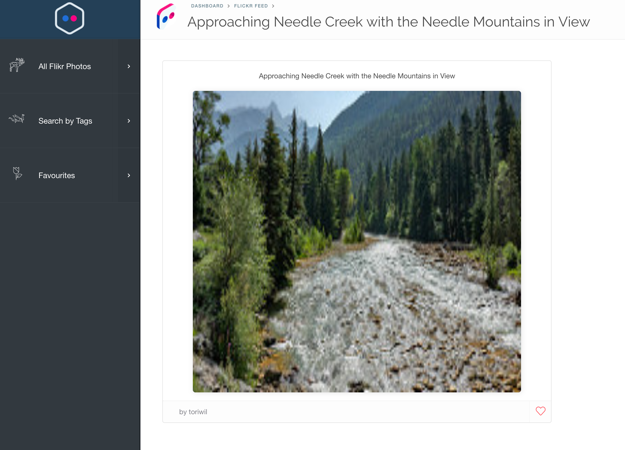 DASHBOARD > FLICKR FEED >
Approaching Needle Creek with the Needle Mountains in View
All Flikr Photos
Search by Tags
Favourites
Approaching Needle Creek with the Needle Mountains in View
by toriwil